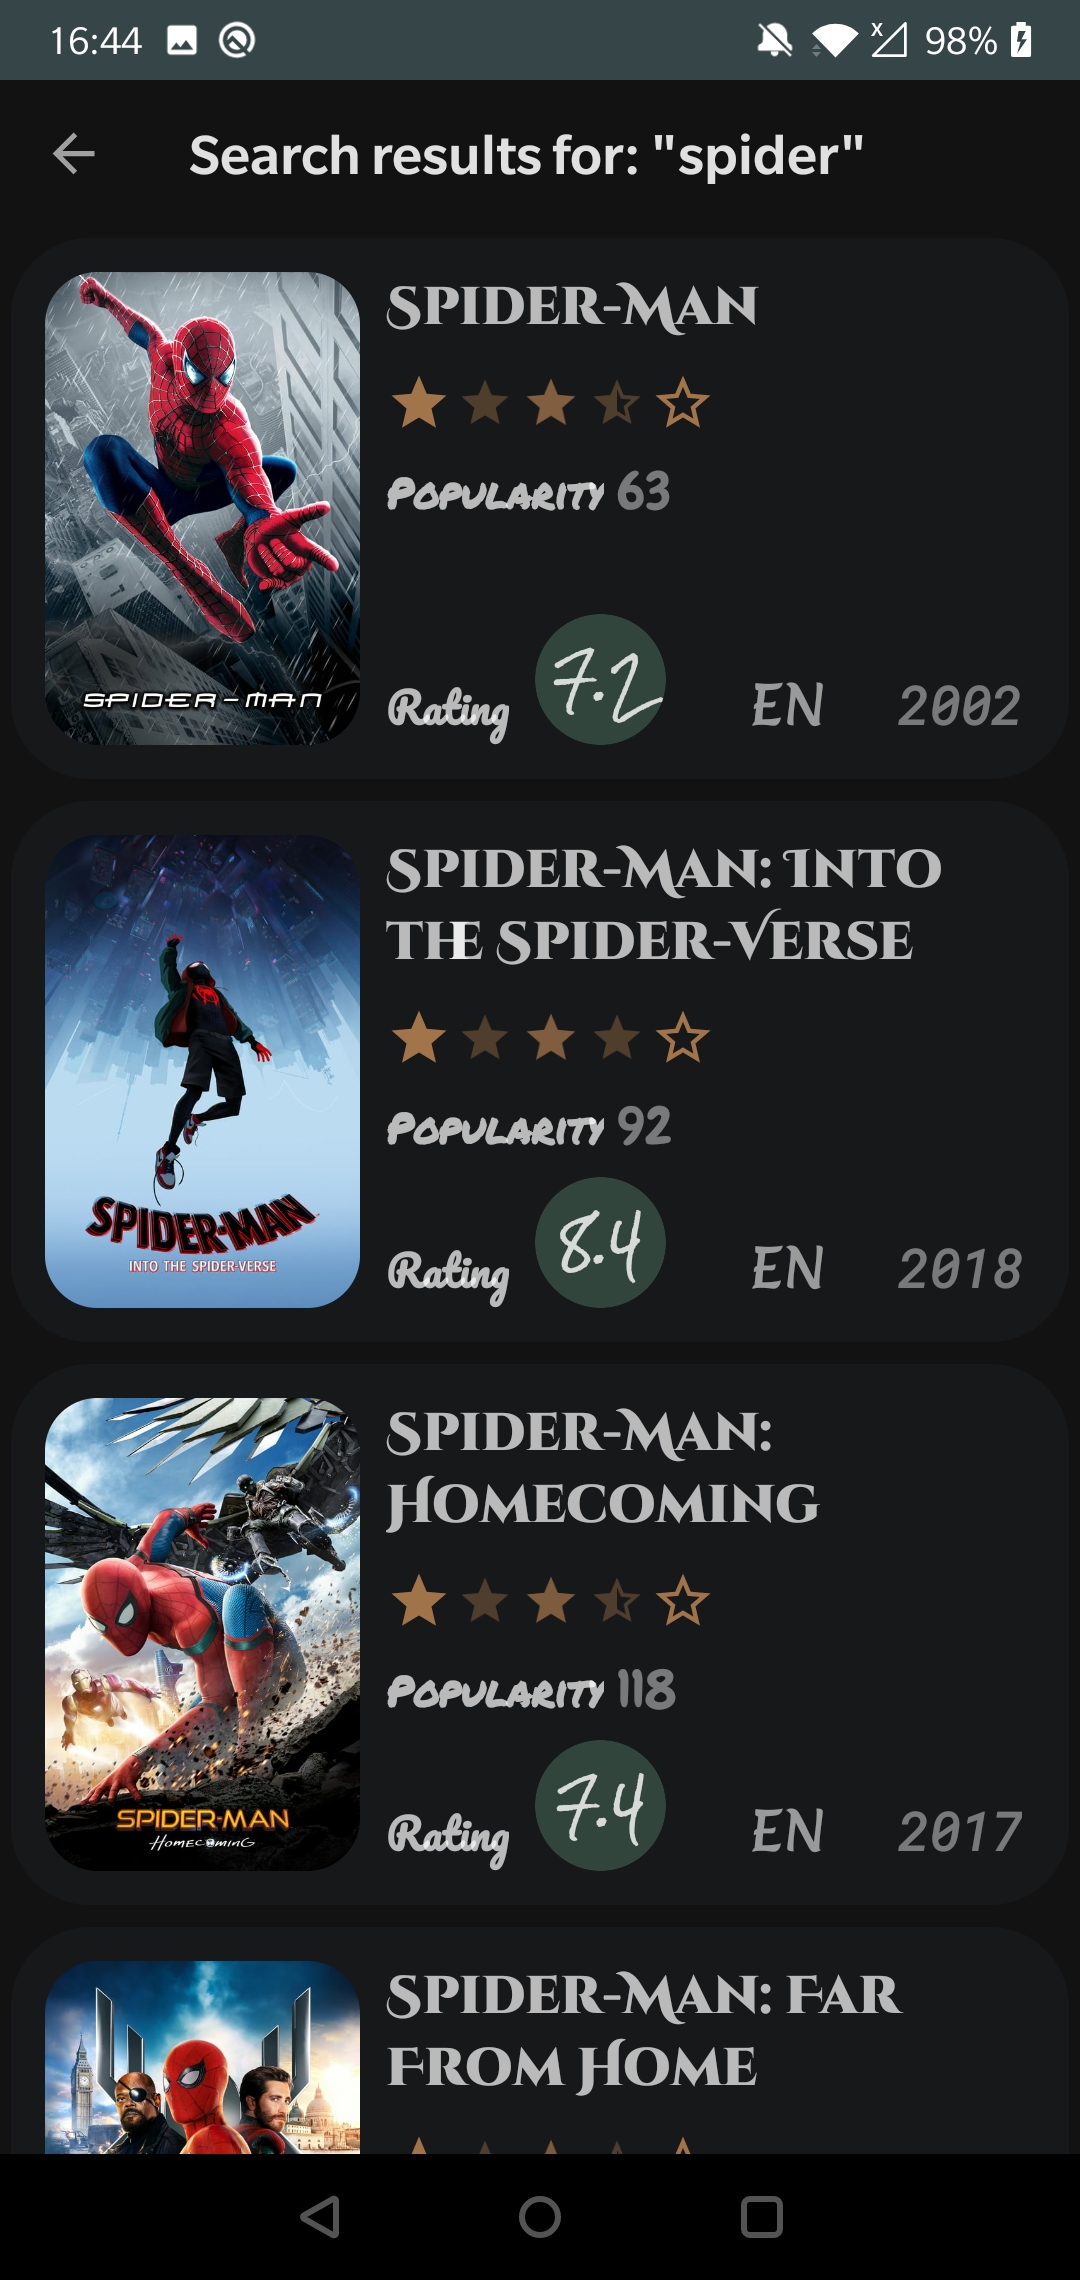 16:44
x
98%
Search results for: "spider"
SPIDER-MAN
SPIDER-MAN
POPULARITY 63
Rating 7.2 EN 2002
SPIDER-MAN
INTO THE SPIDER-VERSE
SPIDER-MAN: INTO
THE SPIDER-VERSE
POPULARITY 92
Rating 8.4 EN 2018
SPIDER-MAN
HOMECOMING
SPIDER-MAN:
HOMECOMING
POPULARITY 118
Rating 7.4 EN 2017
SPIDER-MAN: FAR
FROM HOME